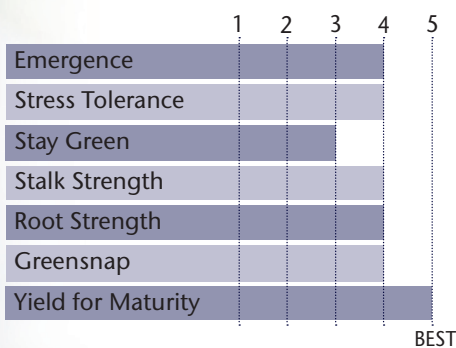 1 2 3 4 5
Emergence
Stress Tolerance
Stay Green
Stalk Strength
Root Strength
Greensnap
Yield for Maturity
BEST